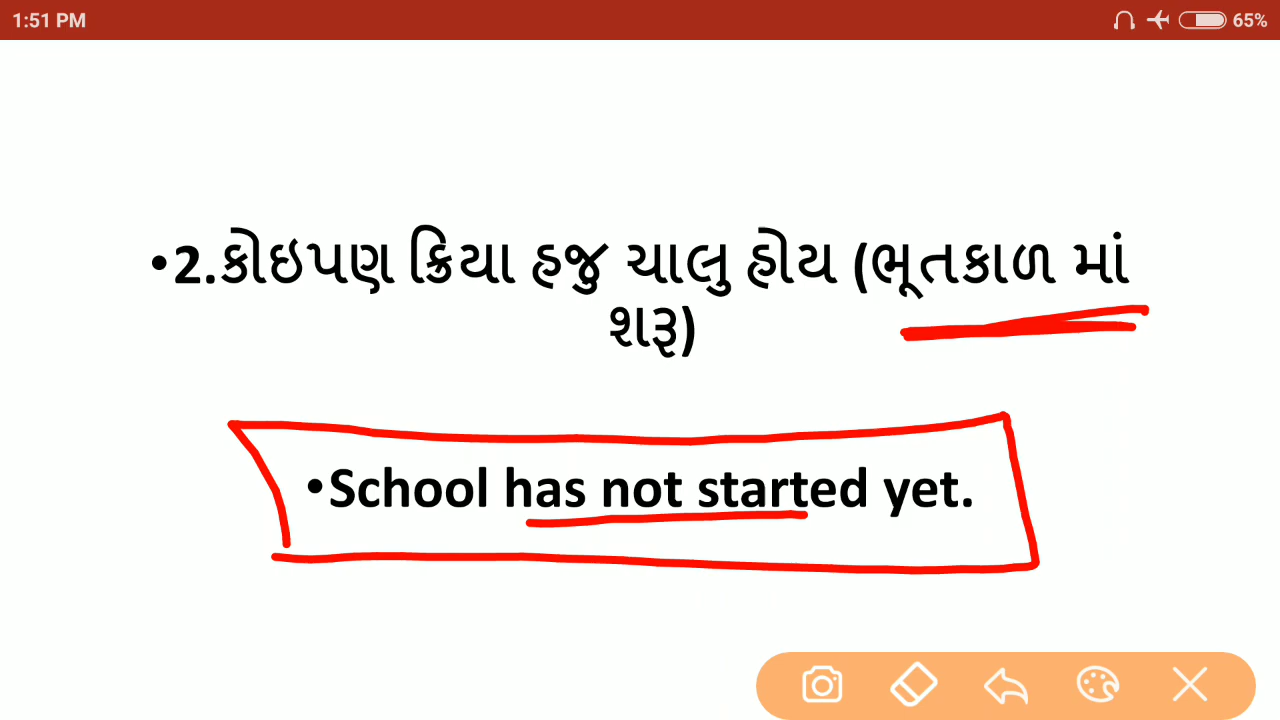 1:51 PM 65%
•2.કોઇપણ ક્રિયા હજુ ચાલુ હોય (ભૂતકાળ માં
શરૂ)
•School has not started yet.